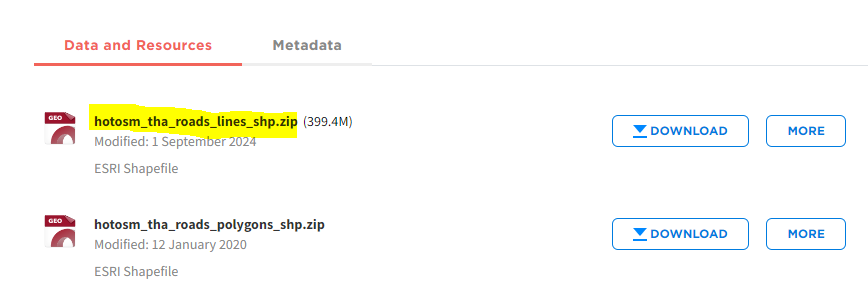 Data and Resources
Metadata
GEO
hotosm_tha_roads_lines_shp.zip (399.4M)
DOWNLOAD
MORE
Modified: 1 September 2024
ESRI Shapefile
GEO
hotosm_tha_roads_polygons_shp.zip
DOWNLOAD
MORE
Modified: 12 January 2020
ESRI Shapefile